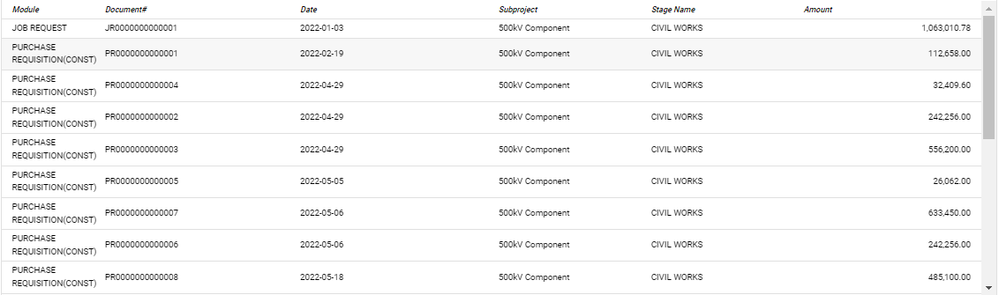 Module Document# Date Subproject Stage Name Amount
JOB REQUEST JR0000000000001 2022-01-03 500kV Component CIVIL WORKS 1,063,010.78
PURCHASE
REQUISITION(CONST) PR0000000000001 2022-02-19 500kV Component CIVIL WORKS 112,658.00
PURCHASE
REQUISITION(CONST) PR0000000000004 2022-04-29 500kV Component CIVIL WORKS 32,409.60
PURCHASE
REQUISITION(CONST) PR0000000000002 2022-04-29 500kV Component CIVIL WORKS 242,256.00
PURCHASE
REQUISITION(CONST) PR0000000000003 2022-04-29 500kV Component CIVIL WORKS 556,200.00
PURCHASE
REQUISITION(CONST) PR0000000000005 2022-05-05 500kV Component CIVIL WORKS 26,062.00
PURCHASE
REQUISITION(CONST) PR0000000000007 2022-05-06 500kV Component CIVIL WORKS 633,450.00
PURCHASE
REQUISITION(CONST) PR0000000000006 2022-05-06 500kV Component CIVIL WORKS 242,256.00
PURCHASE
REQUISITION(CONST) PR0000000000008 2022-05-18 500kV Component CIVIL WORKS 485,100.00